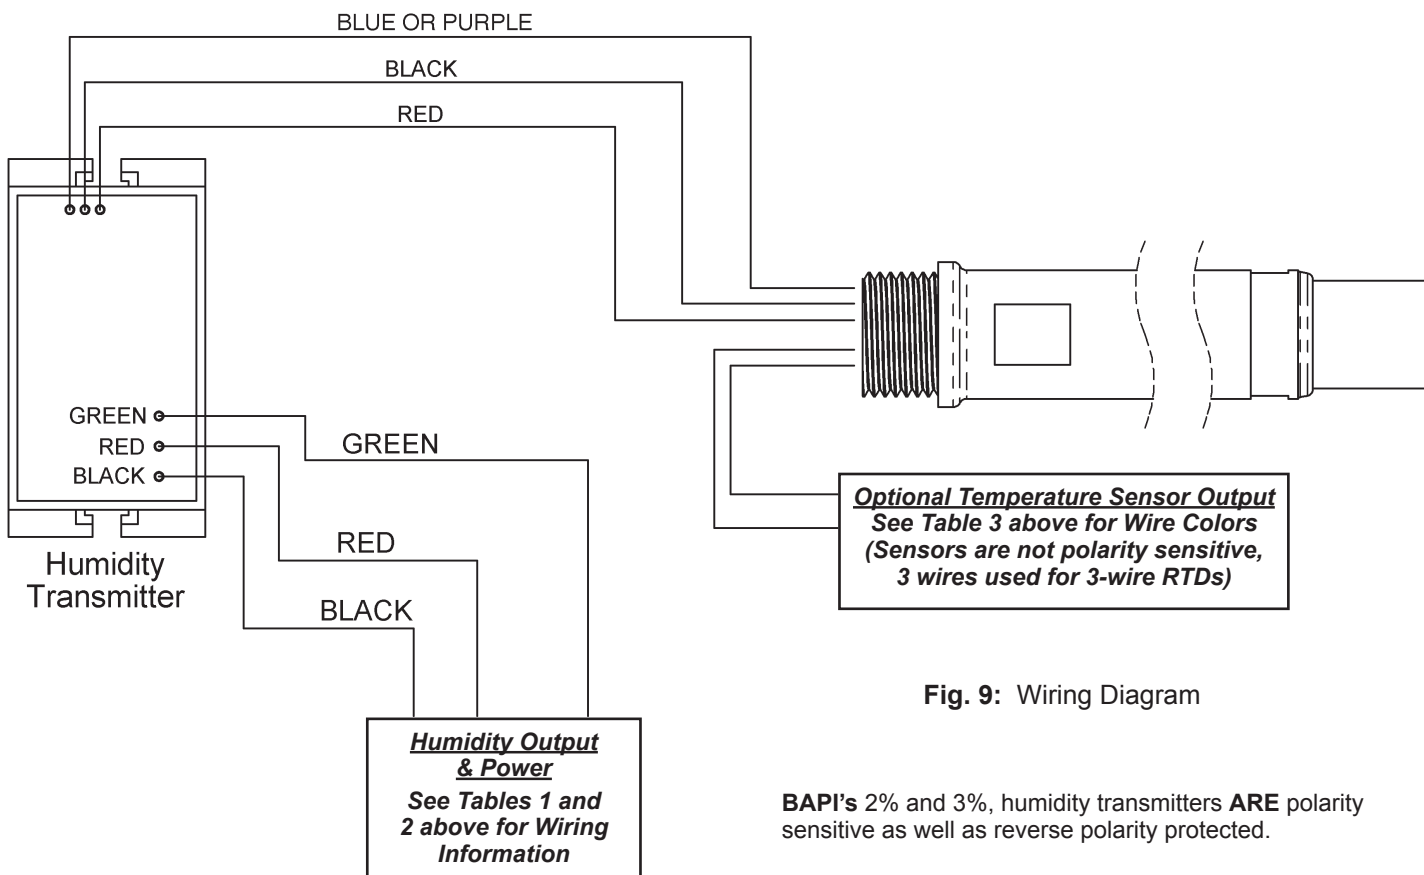 BLUE OR PURPLE
BLACK
RED
GREEN
RED
BLACK
Humidity
Transmitter
GREEN
RED
BLACK
Humidity Output
& Power
See Tables 1 and
2 above for Wiring
Information
Optional Temperature Sensor Output
See Table 3 above for Wire Colors
(Sensors are not polarity sensitive,
3 wires used for 3-wire RTDs)
Fig. 9: Wiring Diagram
BAPI's 2% and 3%, humidity transmitters ARE polarity
sensitive as well as reverse polarity protected.